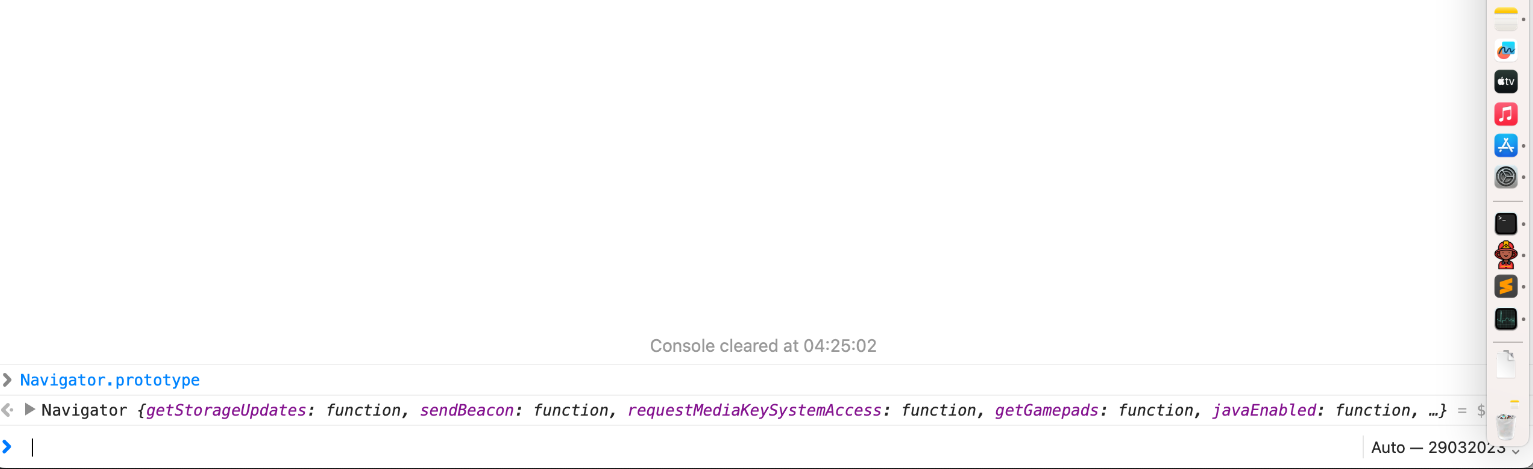 tv
Console cleared at 04:25:02
Navigator.prototype
Navigator {getStorageUpdates: function, sendBeacon: function, requestMediaKeySystemAccess: function, getGamepads: function, javaEnabled: function, …} = $
Auto — 29032023